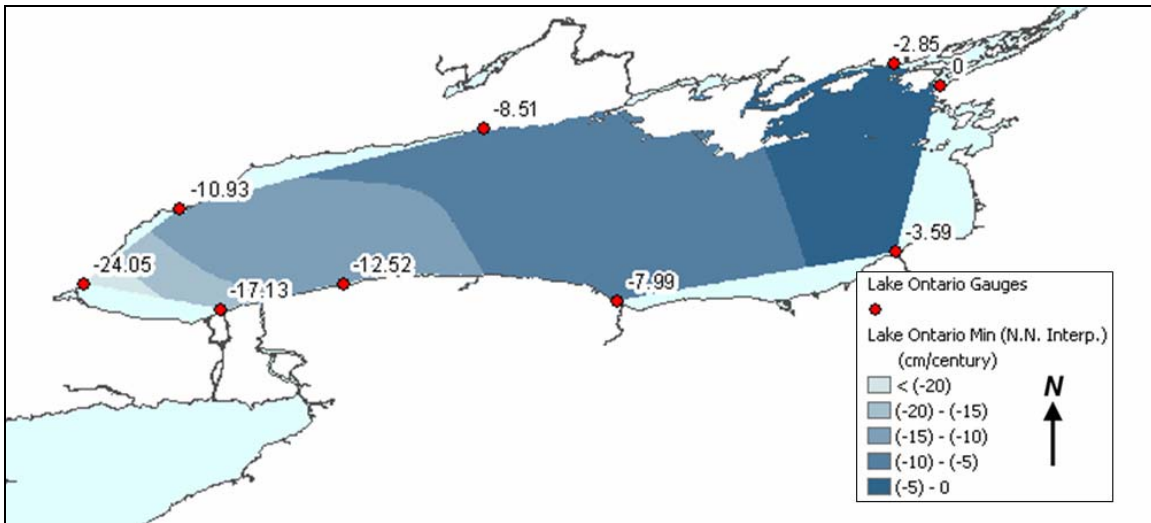 -2.85
0
-8.51
-10.93
-3.59
-24.05
-12.52
-17.13
-7.99
Lake Ontario Gauges
Lake Ontario Min (N.N. Interp.)
(cm/century)
< (-20)
(-20) - (-15)
(-15) - (-10)
(-10) - (-5)
(-5) - 0
N